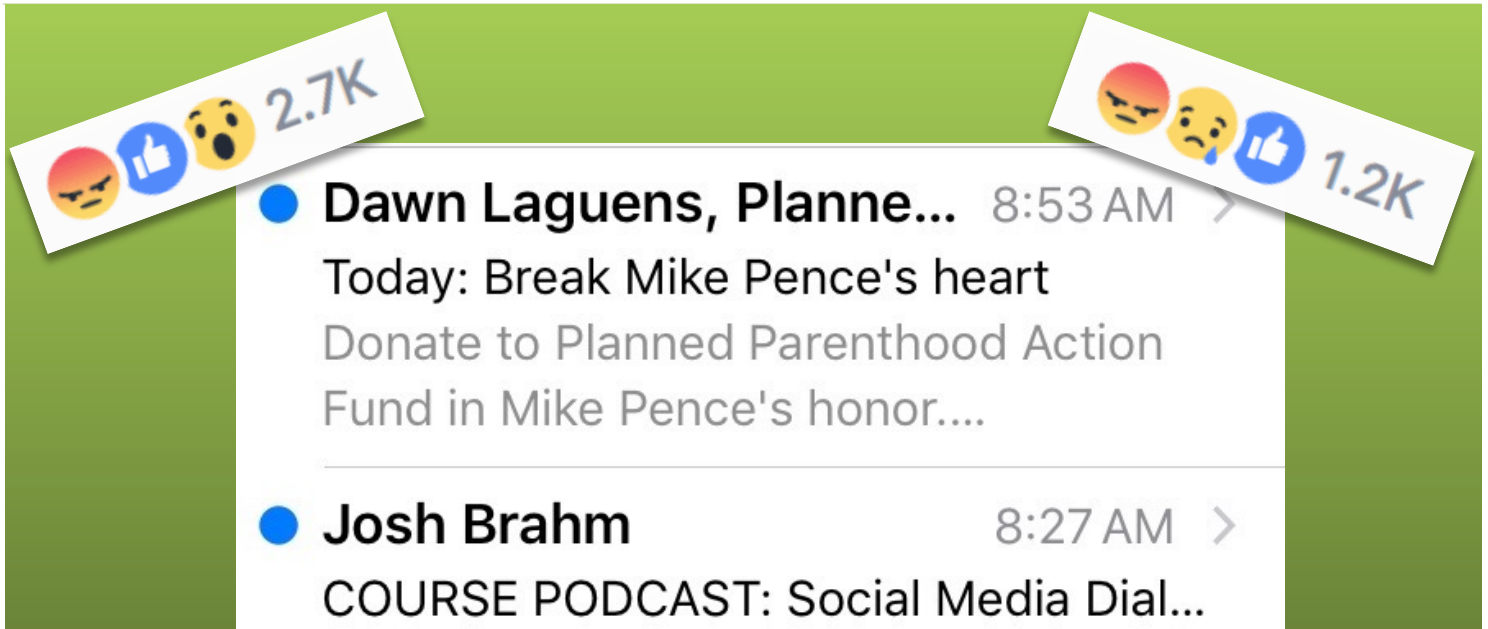 2.7K
1.2K
Dawn Laguens, Planne... 8:53 AM
Today: Break Mike Pence's heart
Donate to Planned Parenthood Action
Fund in Mike Pence's honor....
Josh Brahm 8:27 AM
COURSE PODCAST: Social Media Dial...